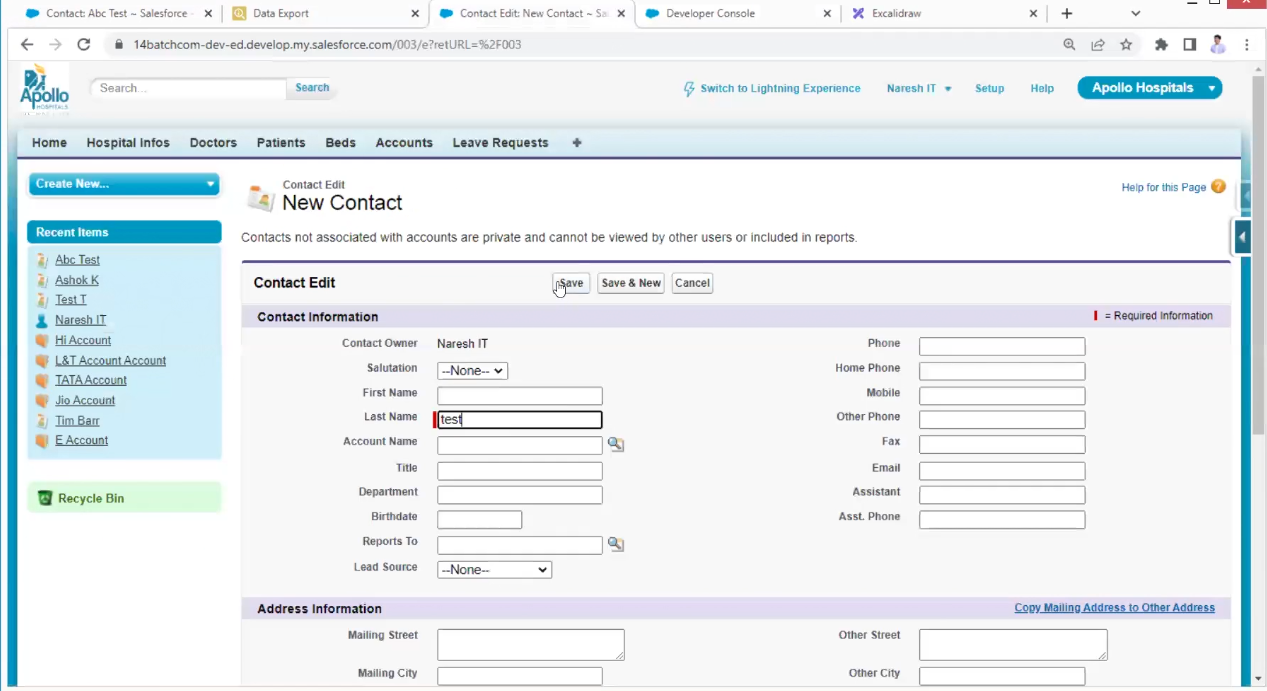 Contact: Abc Test ~ Salesforce -
Data Export
Contact Edit: New Contact ~ Sa
Developer Console
Excalidraw
14batchcom-dev-ed.develop.my.salesforce.com/003/e?retURL=%2F003
Apollo
HOSPITALS
Search...
Search
Switch to Lightning Experience
Naresh IT
Setup
Help
Apollo Hospitals
Home
Hospital Infos
Doctors
Patients
Beds
Accounts
Leave Requests
Create New...
Contact Edit
New Contact
Help for this Page
Recent Items
Abc Test
Ashok K
Test T
Naresh IT
Hi Account
L&T Account Account
TATA Account
Jio Account
Tim Barr
E Account
Recycle Bin
Contacts not associated with accounts are private and cannot be viewed by other users or included in reports.
Contact Edit
Save
Save & New
Cancel
Contact Information
= Required Information
Contact Owner Naresh IT
Phone
Salutation --None--
Home Phone
First Name
Mobile
Last Name test
Other Phone
Account Name
Fax
Title
Email
Department
Assistant
Birthdate
Asst. Phone
Reports To
Lead Source --None--
Address Information
Copy Mailing Address to Other Address
Mailing Street
Other Street
Mailing City
Other City